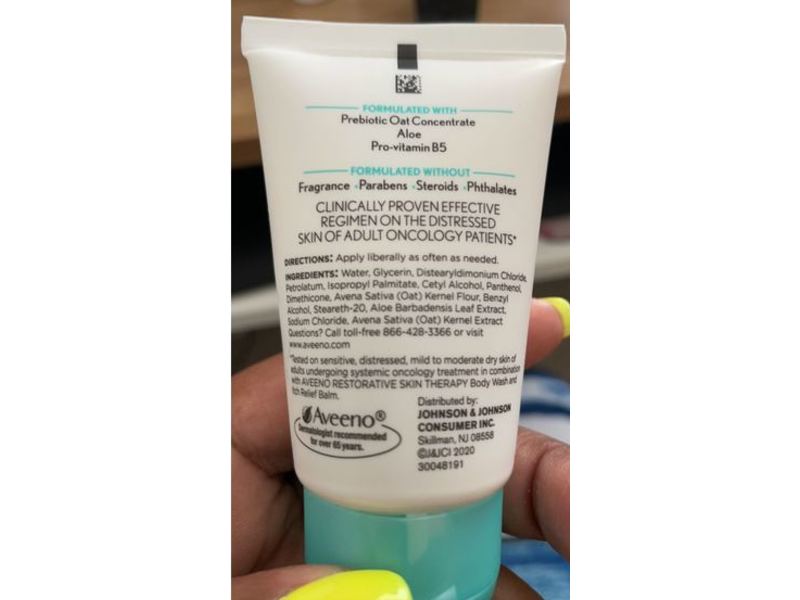 FORMULATED WITH
Prebiotic Oat Concentrate
Aloe
Pro-vitamin B5
FORMULATED WITHOUT
Fragrance • Parabens • Steroids • Phthalates
CLINICALLY PROVEN EFFECTIVE
REGIMEN ON THE DISTRESSED
SKIN OF ADULT ONCOLOGY PATIENTS*
DIRECTIONS: Apply liberally as often as needed.
INGREDIENTS: Water, Glycerin, Distearyldimonium Chloride,
Petrolatum, Isopropyl Palmitate, Cetyl Alcohol, Panthenol,
Dimethicone, Avena Sativa (Oat) Kernel Flour, Benzyl
Alcohol, Steareth-20, Aloe Barbadensis Leaf Extract,
Sodium Chloride, Avena Sativa (Oat) Kernel Extract
Questions? Call toll-free 866-428-3366 or visit
www.aveeno.com
*Tested on sensitive, distressed, mild to moderate dry skin of
adults undergoing systemic oncology treatment in combination
with AVEENO RESTORATIVE SKIN THERAPY Body Wash and
Itch Relief Balm.
Aveeno®
Dermatologist recommended
for over 65 years.
Distributed by:
JOHNSON & JOHNSON
CONSUMER INC.
Skillman, NJ 08558
©J&JCI 2020
30048191